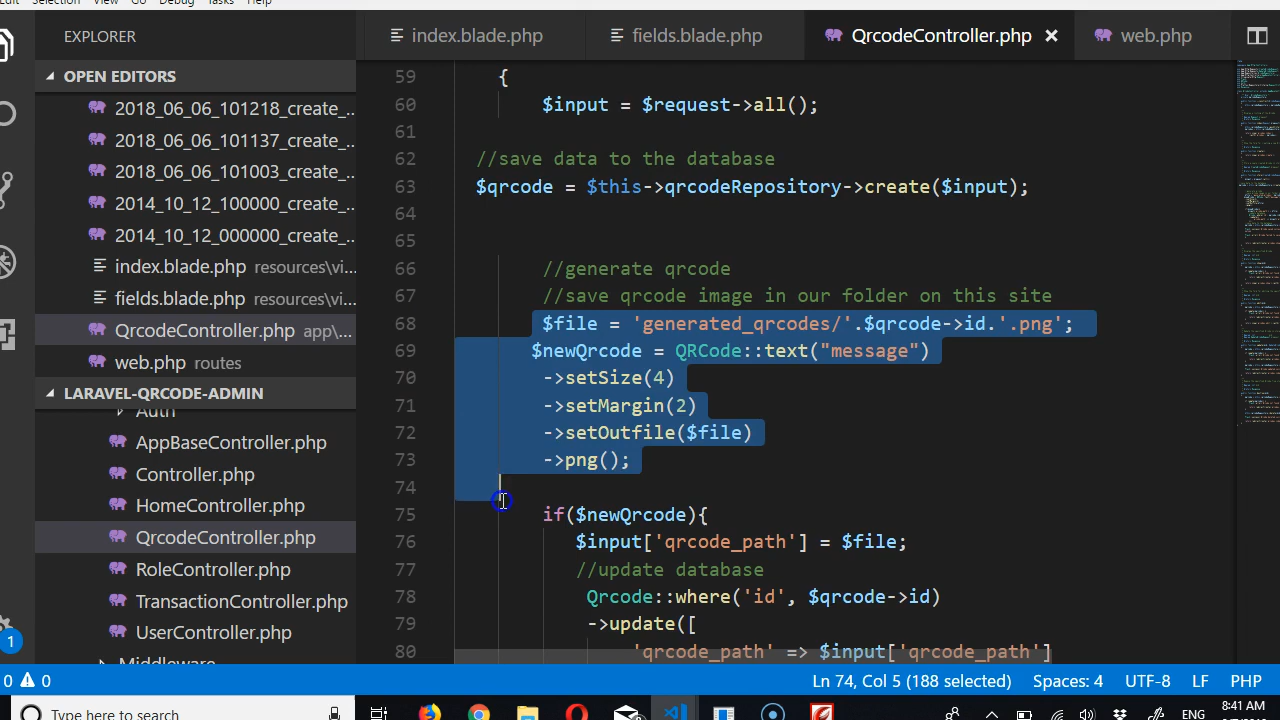 Edit Selection View Go Debug Tasks Help
EXPLORER
index.blade.php
fields.blade.php
QrcodeController.php
web.php
OPEN EDITORS
2018_06_06_101218_create_...
2018_06_06_101137_create_...
2018_06_06_101003_create_...
2014_10_12_100000_create_...
2014_10_12_000000_create_...
index.blade.php resources\vi...
fields.blade.php resources\vi...
QrcodeController.php app\...
web.php routes
LARAVEL-QRCODE-ADMIN
Auth
AppBaseController.php
Controller.php
HomeController.php
QrcodeController.php
RoleController.php
TransactionController.php
UserController.php
Middleware
59 {
60 $input = $request->all();
61
62 //save data to the database
63 $qrcode = $this->qrcodeRepository->create($input);
64
65
66 //generate qrcode
67 //save qrcode image in our folder on this site
68 $file = 'generated_qrcodes/'.$qrcode->id.'.png';
69 $newQrcode = QRCode::text("message")
70 ->setSize(4)
71 ->setMargin(2)
72 ->setOutfile($file)
73 ->png();
74
75 if($newQrcode){
76 $input['qrcode_path'] = $file;
77 //update database
78 Qrcode::where('id', $qrcode->id)
79 ->update([
80 'qrcode_path' => $input['qrcode_path']
1
0 0 Ln 74, Col 5 (188 selected) Spaces: 4 UTF-8 LF PHP
Type here to search
ENG
8:41 AM